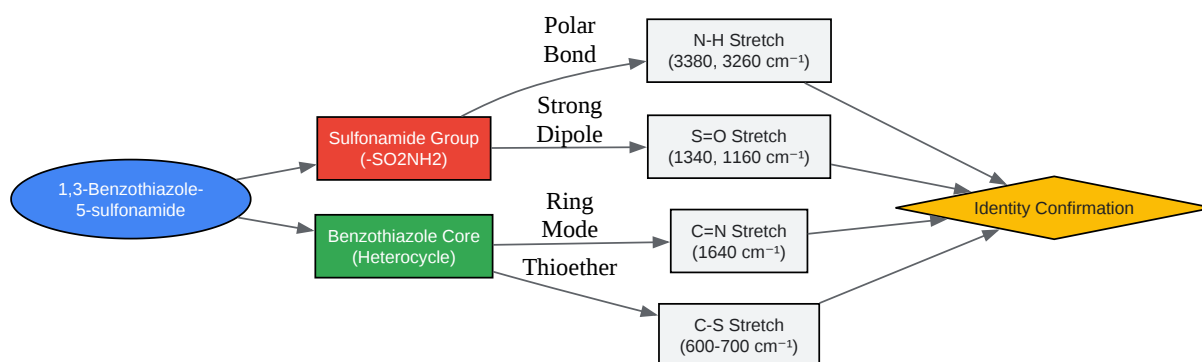 Polar
Bond
N-H Stretch
(3380, 3260 cm⁻¹)
Strong
Dipole
Sulfonamide Group
(-SO2NH2)
S=O Stretch
(1340, 1160 cm⁻¹)
1,3-Benzothiazole-
5-sulfonamide
Identity Confirmation
Ring
Mode
Benzothiazole Core
(Heterocycle)
C=N Stretch
(1640 cm⁻¹)
Thioether
C-S Stretch
(600-700 cm⁻¹)